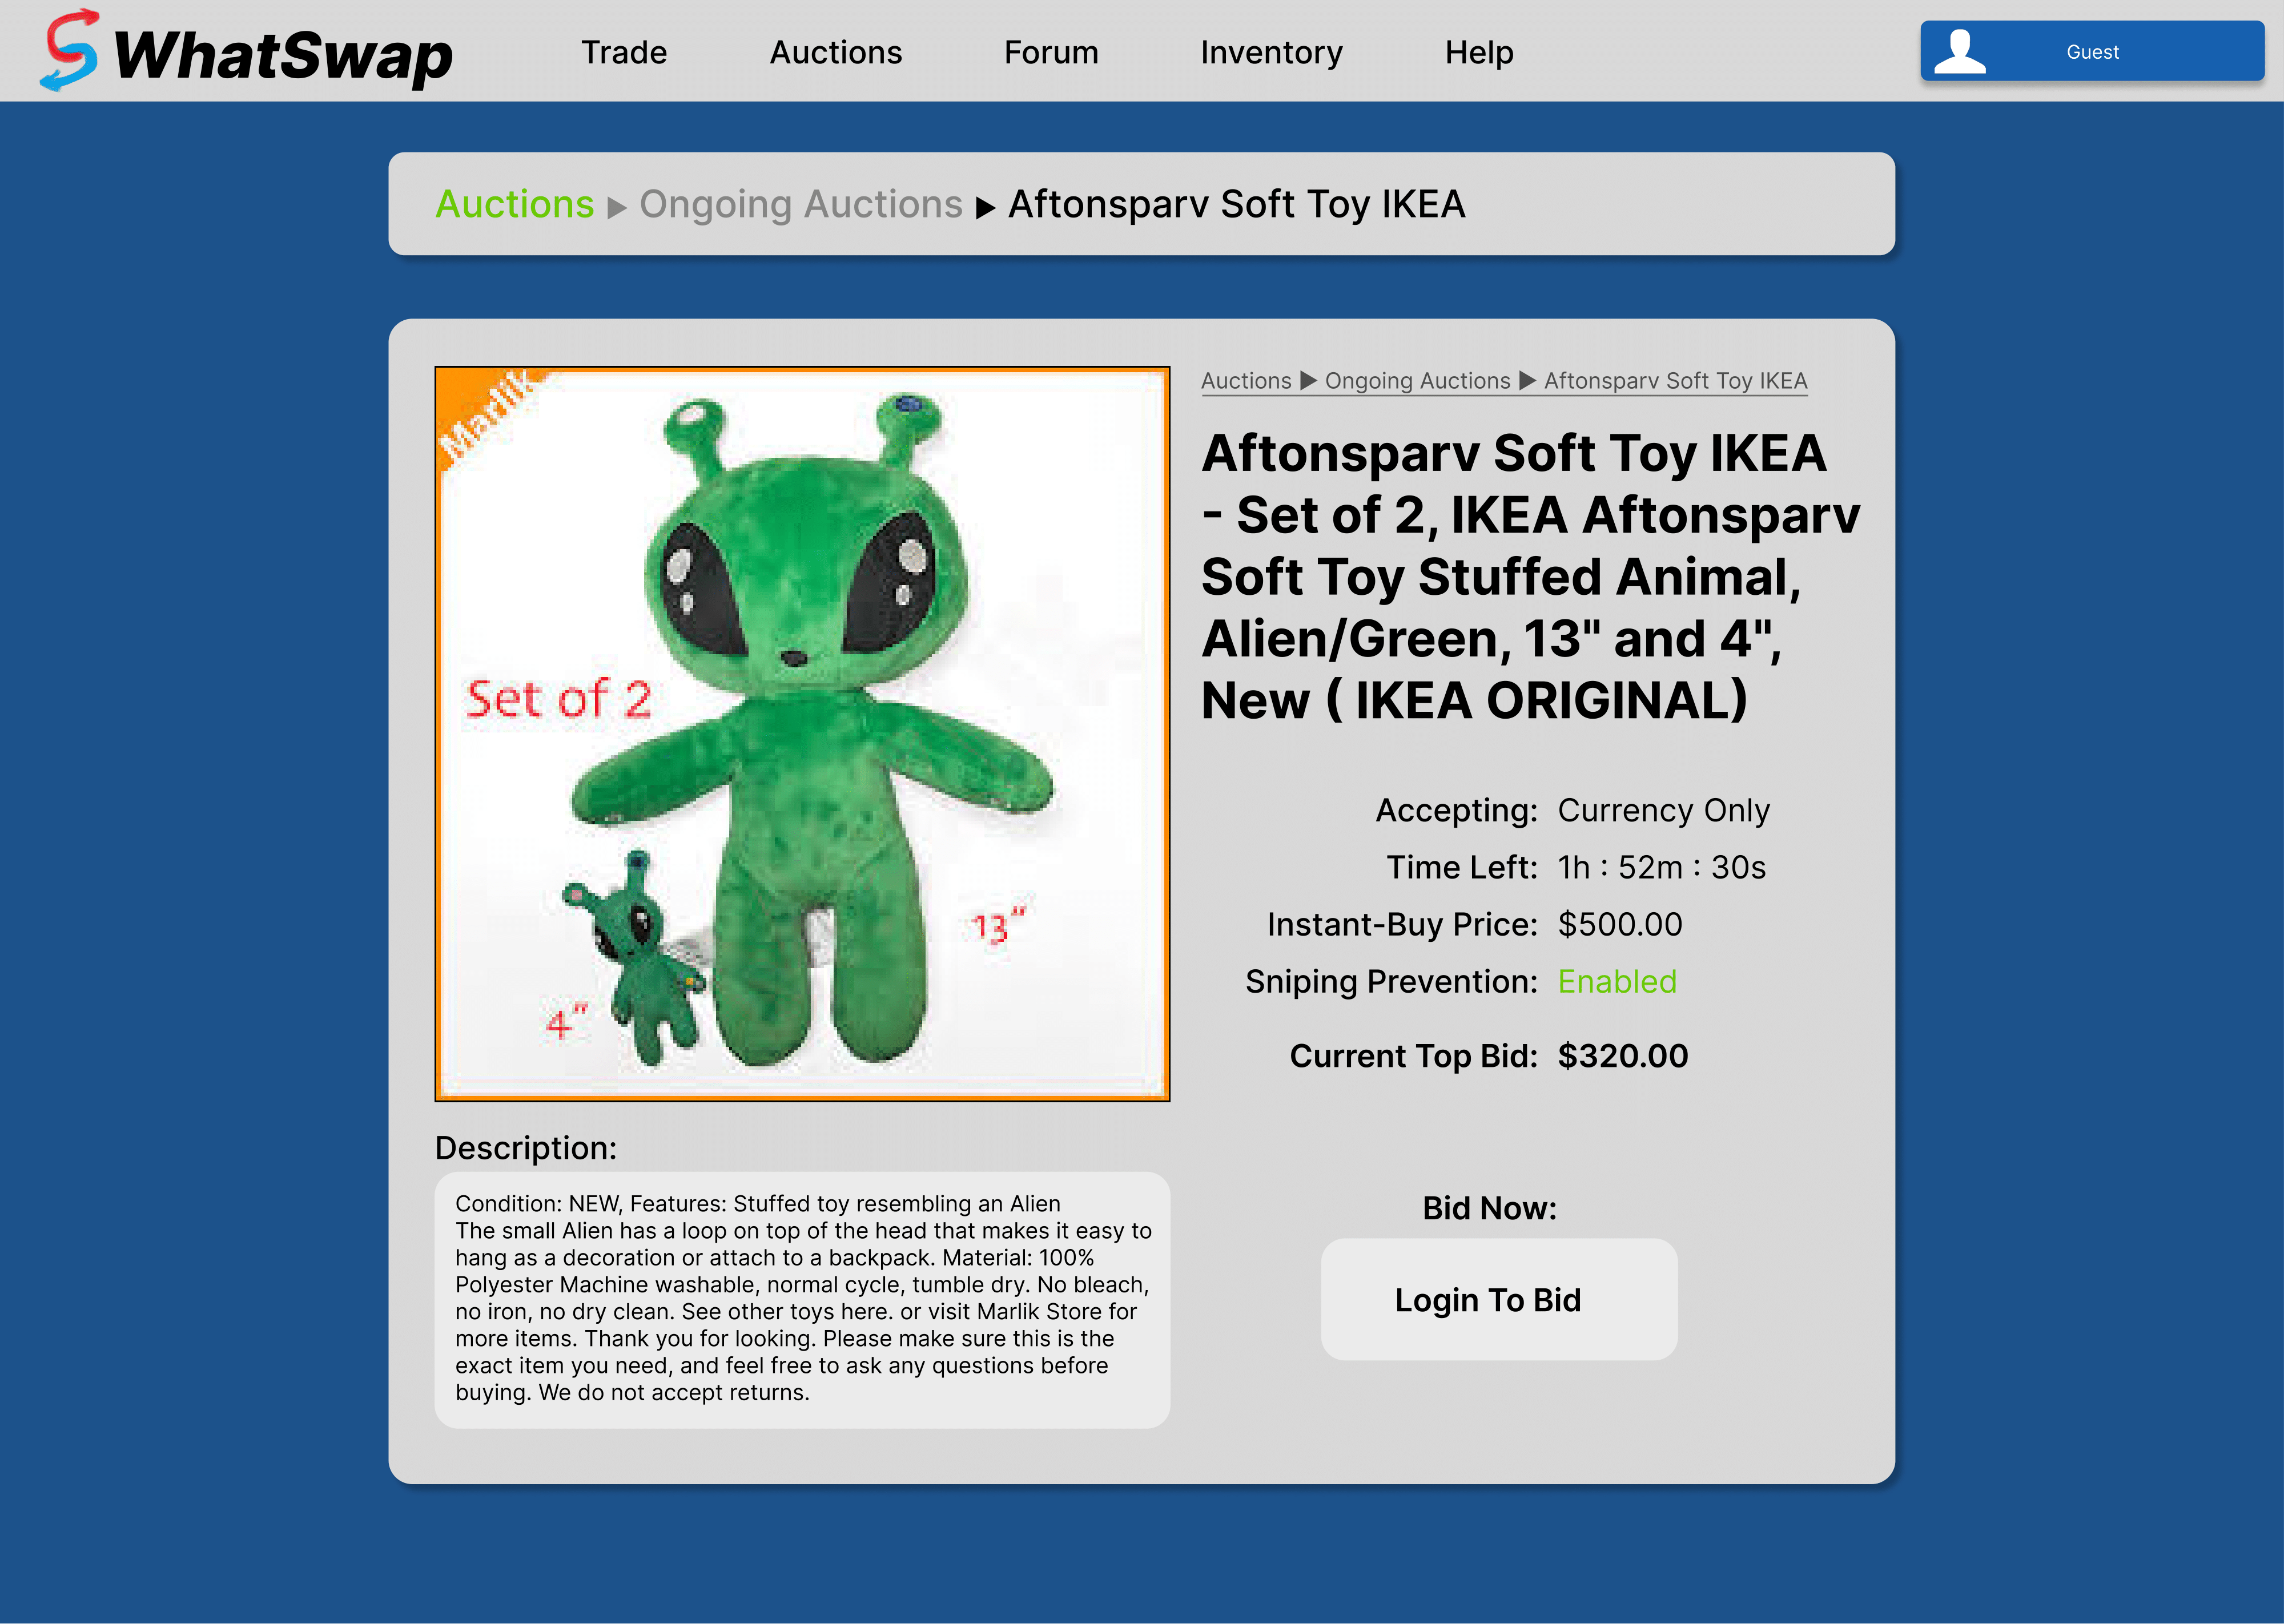 WhatSwap
Trade
Auctions
Forum
Inventory
Help
Guest
Auctions ▶ Ongoing Auctions ▶ Aftonsparv Soft Toy IKEA
Marlik
Set of 2
4"
13"
Auctions ▶ Ongoing Auctions ▶ Aftonsparv Soft Toy IKEA
Aftonsparv Soft Toy IKEA
- Set of 2, IKEA Aftonsparv
Soft Toy Stuffed Animal,
Alien/Green, 13" and 4",
New ( IKEA ORIGINAL)
Accepting: Currency Only
Time Left: 1h : 52m : 30s
Instant-Buy Price: $500.00
Sniping Prevention: Enabled
Current Top Bid: $320.00
Description:
Condition: NEW, Features: Stuffed toy resembling an Alien
The small Alien has a loop on top of the head that makes it easy to
hang as a decoration or attach to a backpack. Material: 100%
Polyester Machine washable, normal cycle, tumble dry. No bleach,
no iron, no dry clean. See other toys here. or visit Marlik Store for
more items. Thank you for looking. Please make sure this is the
exact item you need, and feel free to ask any questions before
buying. We do not accept returns.
Bid Now:
Login To Bid